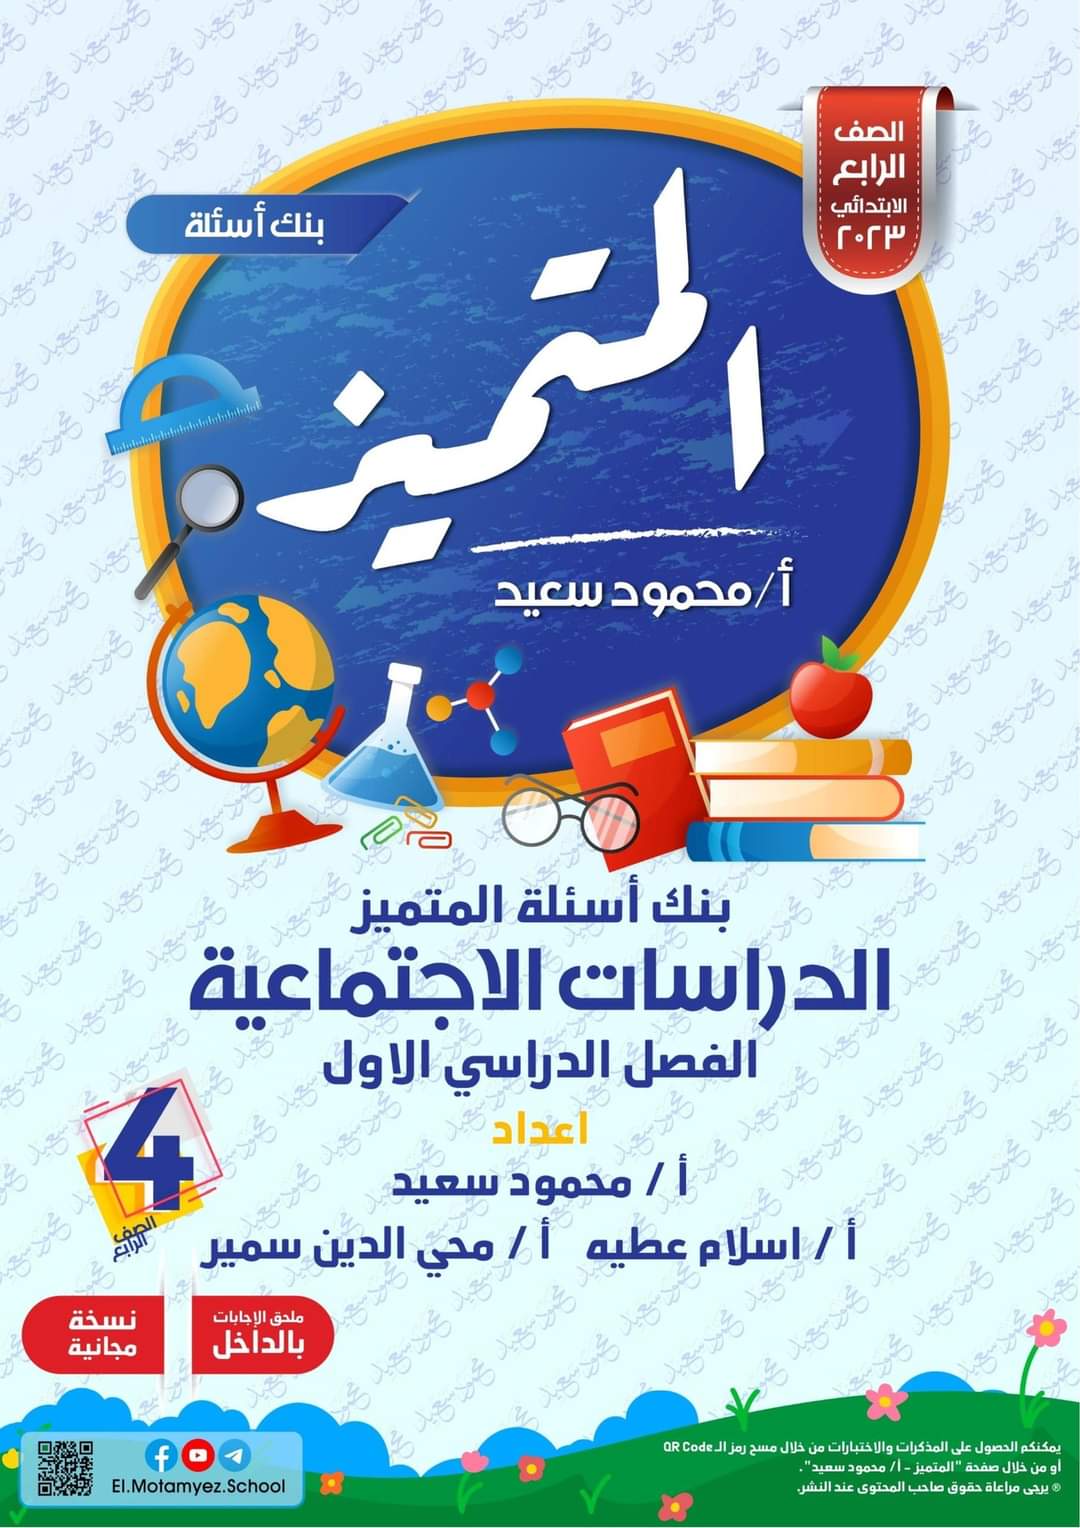 الصف
الرابع
الابتدائي
٢٠٢٣
بنك أسئلة
المتميز
أ/محمود سعيد
بنك أسئلة المتميز
الدراسات الاجتماعية
الفصل الدراسي الاول
اعداد
أ / محمود سعيد
أ / اسلام عطيه أ / محي الدين سمير
4
الصف
الرابع
ملحق الإجابات
بالداخل
نسخة
مجانية
يمكنكم الحصول على المذكرات والاختبارات من خلال مسح رمز الـ QR Code
أو من خلال صفحة "المتميز - أ/ محمود سعيد".
® يرجى مراعاة حقوق صاحب المحتوى عند النشر.
El.Motamyez.School
محمود سعيد